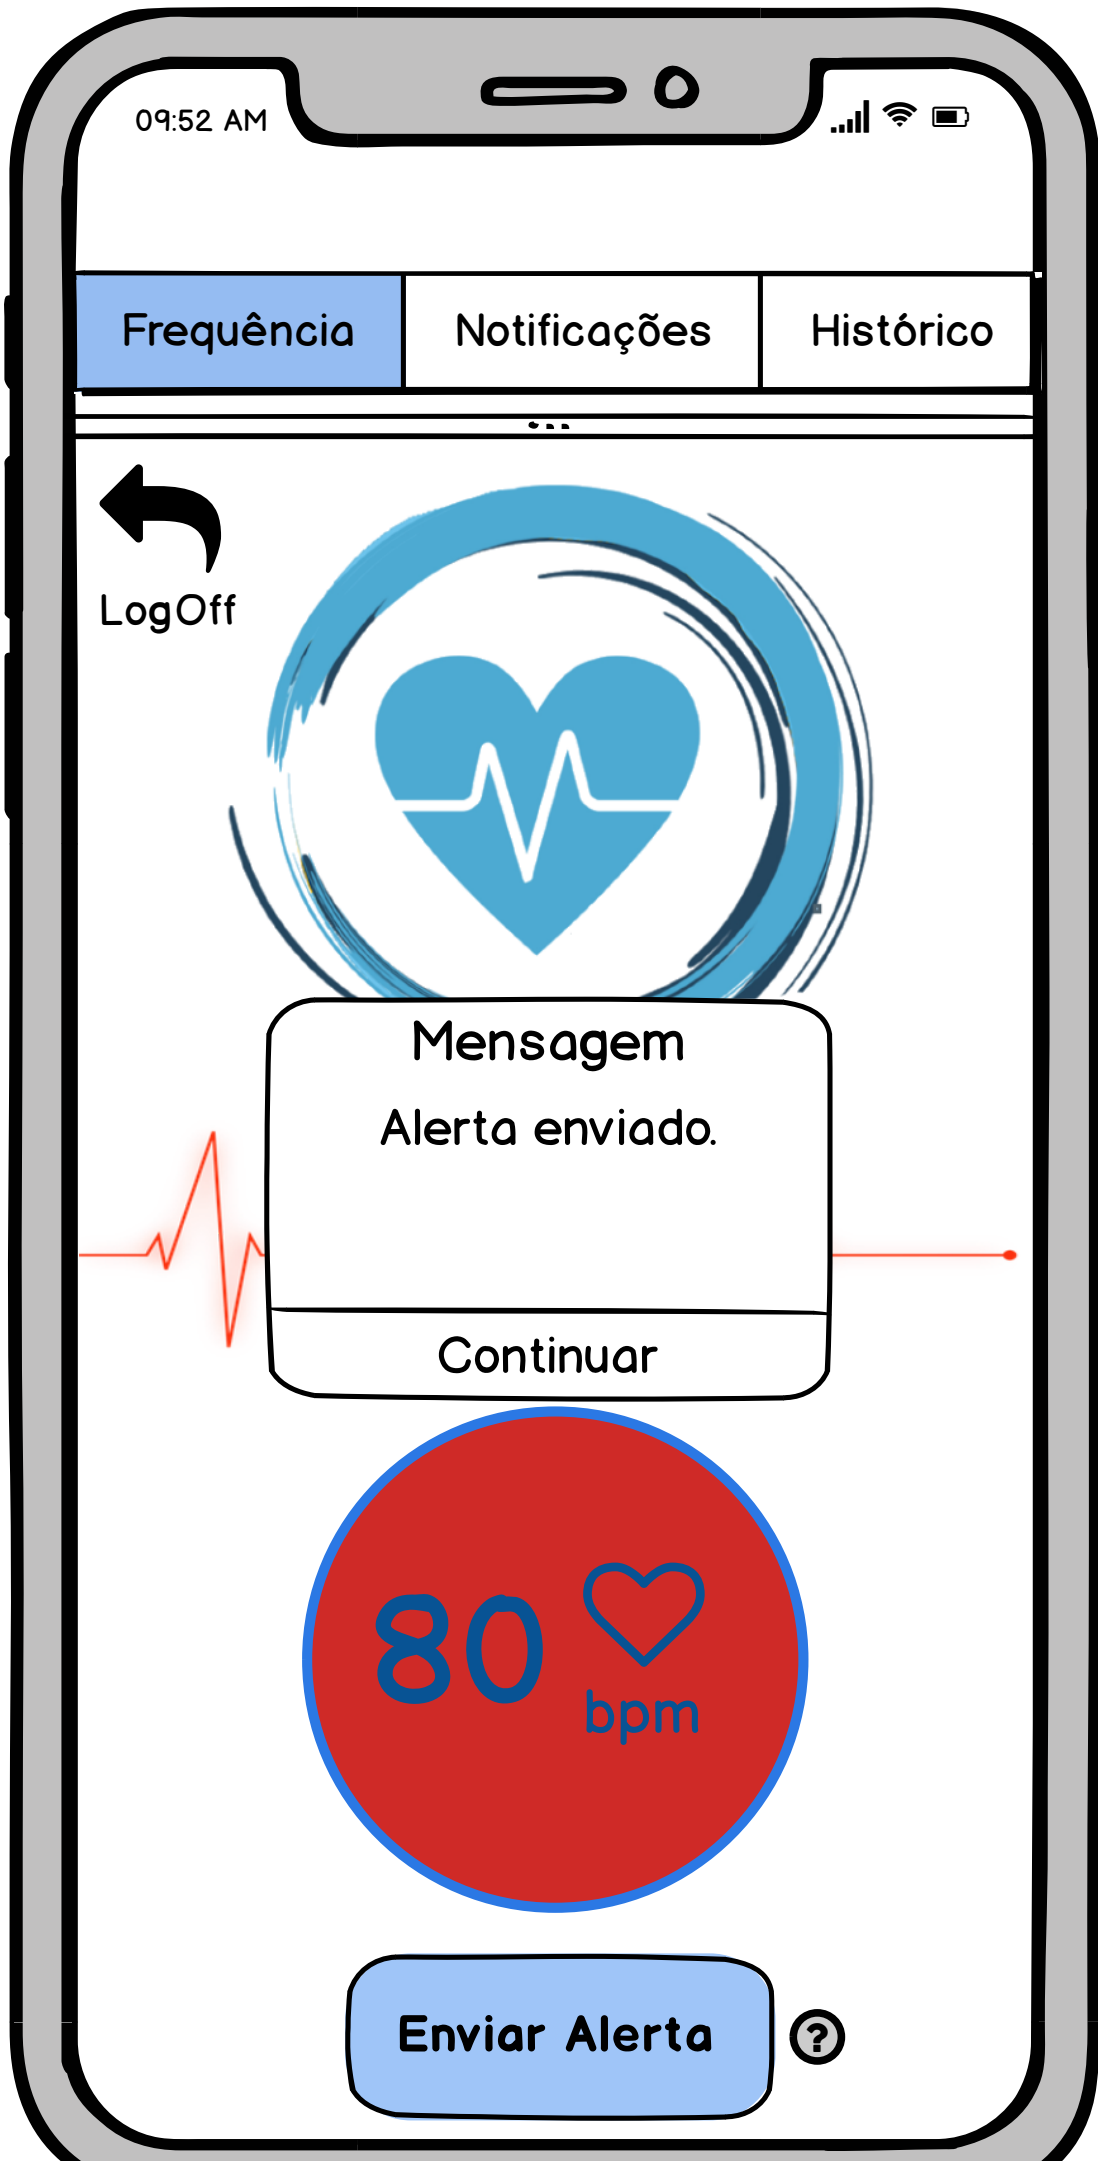 09:52 AM
Frequência
Notificações
Histórico
LogOff
Mensagem
Alerta enviado.
Continuar
80
bpm
Enviar Alerta
?